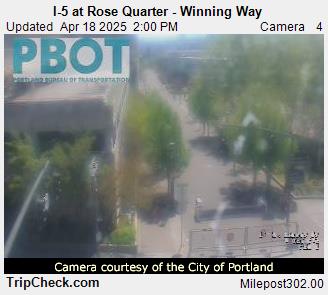 I-5 at Rose Quarter - Winning Way
Updated Apr 18 2025 2:00 PM Camera 4
PBOT
PORTLAND BUREAU OF TRANSPORTATION
Camera courtesy of the City of Portland
TripCheck.com Milepost302.00